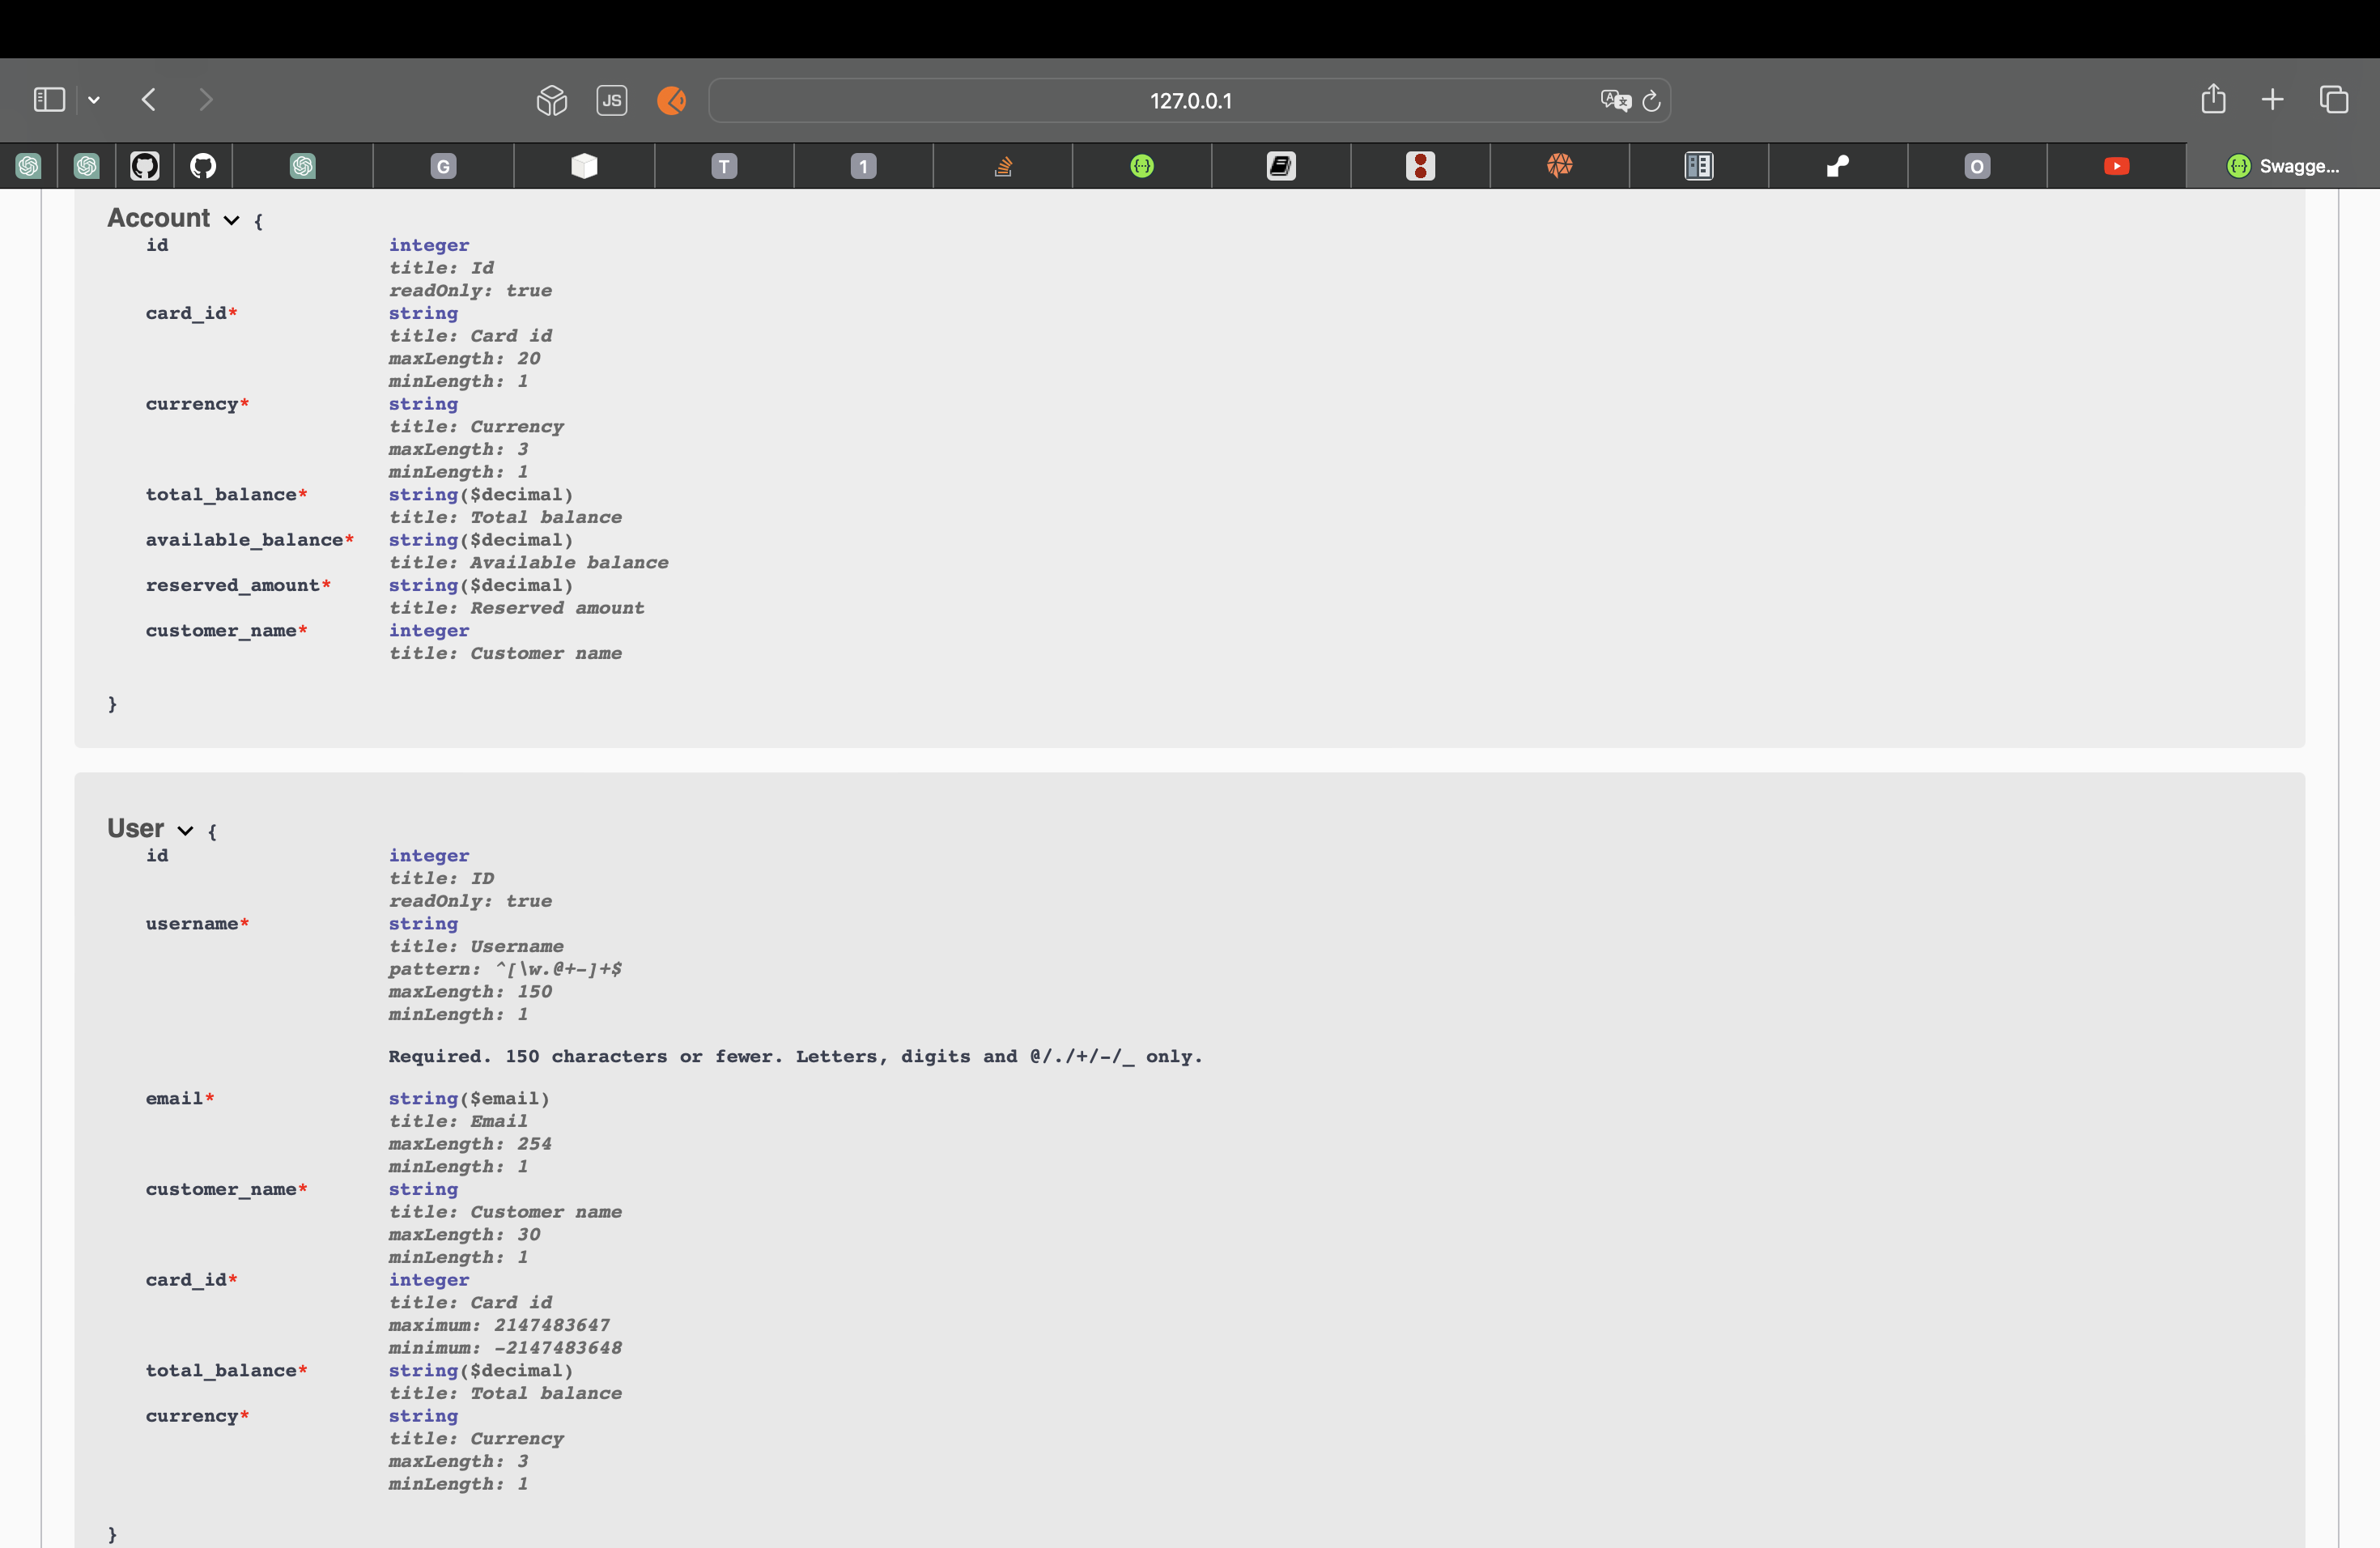 127.0.0.1
JS
G
T
1
O
Swagge...
Account {
id integer
title: Id
readOnly: true
card_id* string
title: Card id
maxLength: 20
minLength: 1
currency* string
title: Currency
maxLength: 3
minLength: 1
total_balance* string($decimal)
title: Total balance
available_balance* string($decimal)
title: Available balance
reserved_amount* string($decimal)
title: Reserved amount
customer_name* integer
title: Customer name
}
User {
id integer
title: ID
readOnly: true
username* string
title: Username
pattern: ^[\w.@+-]+$
maxLength: 150
minLength: 1
Required. 150 characters or fewer. Letters, digits and @/./+/-/_ only.
email* string($email)
title: Email
maxLength: 254
minLength: 1
customer_name* string
title: Customer name
maxLength: 30
minLength: 1
card_id* integer
title: Card id
maximum: 2147483647
minimum: -2147483648
total_balance* string($decimal)
title: Total balance
currency* string
title: Currency
maxLength: 3
minLength: 1
}